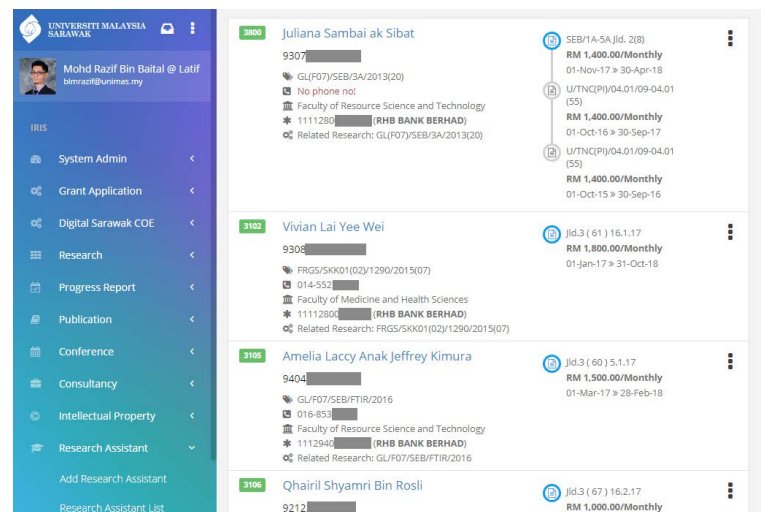 UNIVERSITI MALAYSIA
SARAWAK
Mohd Razif Bin Baital @ Latif
blmrazif@unimas.my
IRIS
System Admin
Grant Application
Digital Sarawak COE
Research
Progress Report
Publication
Conference
Consultancy
Intellectual Property
Research Assistant
Add Research Assistant
Research Assistant List
3800
Juliana Sambai ak Sibat
9307
GL(F07)/SEB/3A/2013(20)
No phone no!
Faculty of Resource Science and Technology
1111280 (RHB BANK BERHAD)
Related Research: GL(F07)/SEB/3A/2013(20)
SEB/1A-5A Jld. 2(8)
RM 1,400.00/Monthly
01-Nov-17 » 30-Apr-18
U/TNC(PI)/04.01/09-04.01
(55)
RM 1,400.00/Monthly
01-Oct-16 » 30-Sep-17
U/TNC(PI)/04.01/09-04.01
(55)
RM 1,400.00/Monthly
01-Oct-15 » 30-Sep-16
3102
Vivian Lai Yee Wei
9308
FRGS/SKK01(02)/1290/2015(07)
014-552
Faculty of Medicine and Health Sciences
11112800 (RHB BANK BERHAD)
Related Research: FRGS/SKK01(02)/1290/2015(07)
Jld.3 ( 61 ) 16.1.17
RM 1,800.00/Monthly
01-Jan-17 » 31-Oct-18
3105
Amelia Laccy Anak Jeffrey Kimura
9404
GL/F07/SEB/FTIR/2016
016-853
Faculty of Resource Science and Technology
1112940 (RHB BANK BERHAD)
Related Research: GL/F07/SEB/FTIR/2016
Jld.3 ( 60 ) 5.1.17
RM 1,500.00/Monthly
01-Mar-17 » 28-Feb-18
3106
Qhairil Shyamri Bin Rosli
9212
Jld.3 ( 67 ) 16.2.17
RM 1,000.00/Monthly